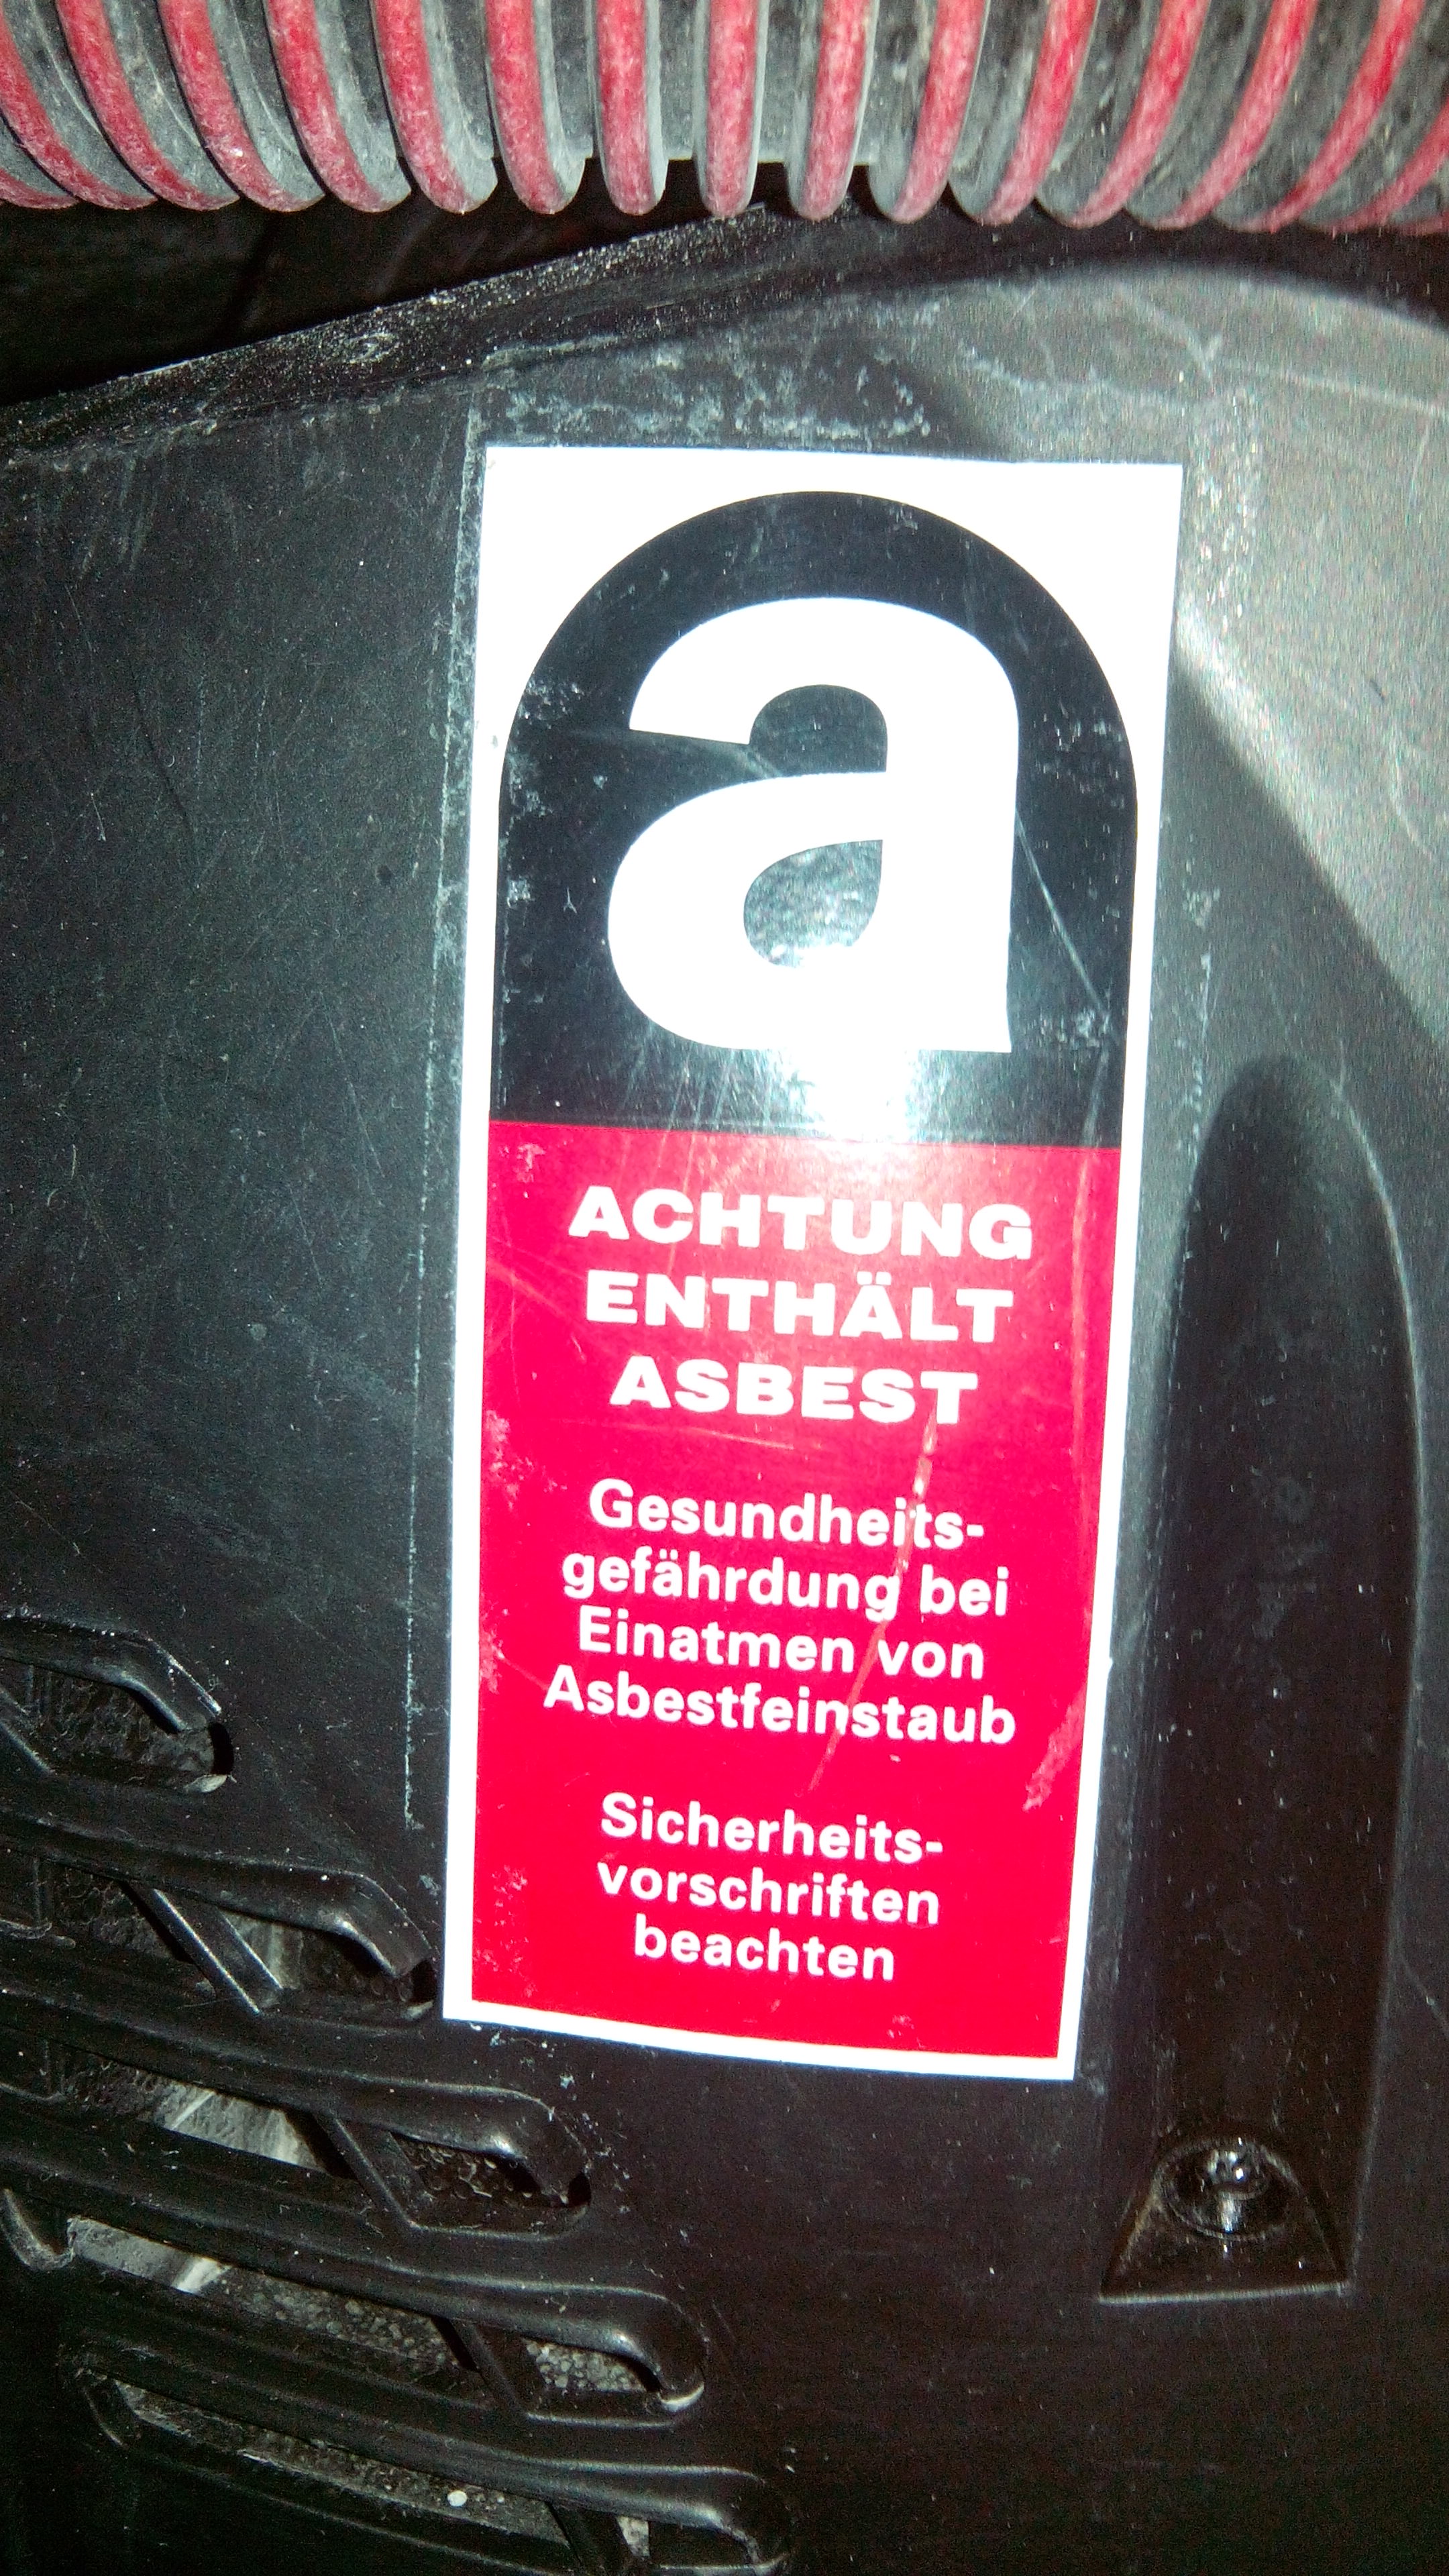 a
ACHTUNG
ENTHÄLT
ASBEST
Gesundheits-
gefährdung bei
Einatmen von
Asbestfeinstaub
Sicherheits-
vorschriften
beachten